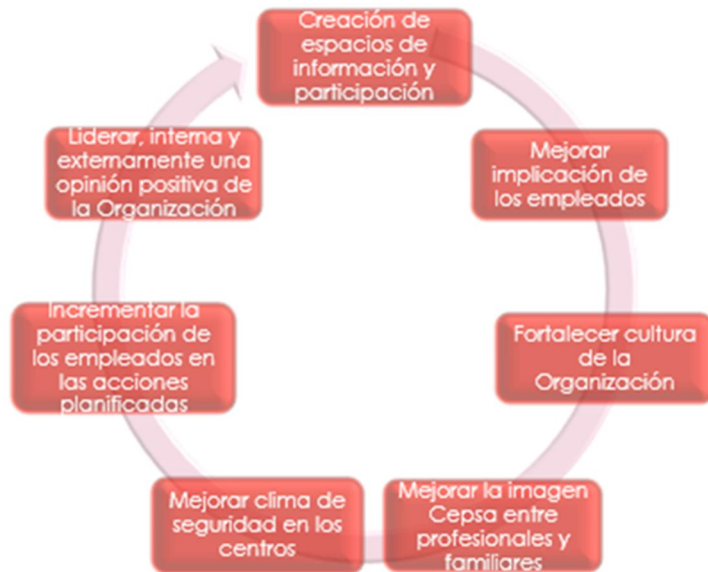 Creación de
espacios de
información y
participación
Mejorar
implicación de
los empleados
Fortalecer cultura
de la
Organización
Mejorar la imagen
Cepsa entre
profesionales y
familiares
Mejorar clima de
seguridad en los
centros
Incrementar la
participación de
los empleados en
las acciones
planificadas
Liderar, interna y
externamente una
opinión positiva de
la Organización